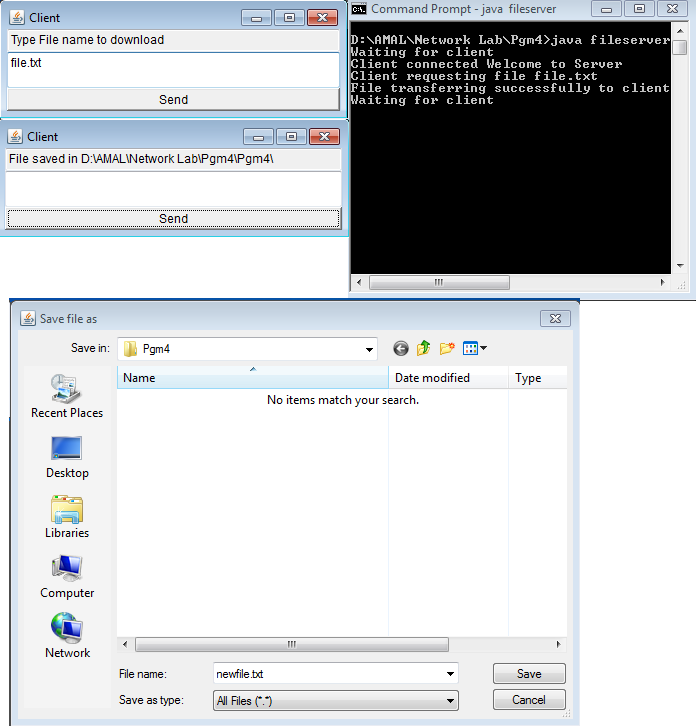 Client
Type File name to download
file.txt
Send
Client
File saved in D:\AMAL\Network Lab\Pgm4\Pgm4\
Send
Command Prompt - java fileserver
D:\AMAL\Network Lab\Pgm4>java fileserver
Waiting for client
Client connected Welcome to Server
Client requesting file file.txt
File transferring successfully to client
Waiting for client
Save file as
Save in: Pgm4
Name Date modified Type
No items match your search.
Recent Places
Desktop
Libraries
Computer
Network
File name: newfile.txt Save
Save as type: All Files (*.*) Cancel